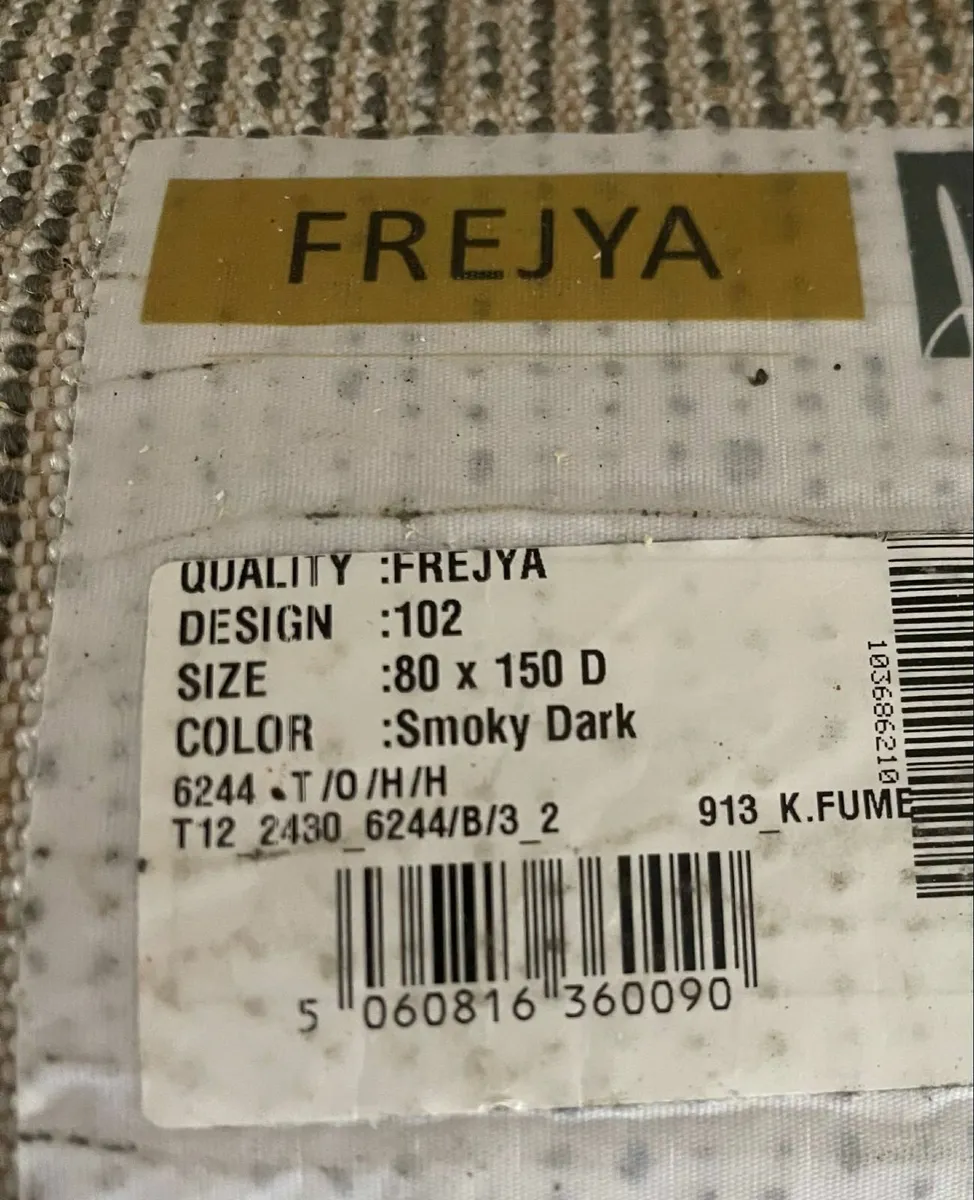 FREJYA
QUALITY :FREJYA
DESIGN :102
SIZE :80 x 150 D
COLOR :Smoky Dark
6244 T/O/H/H
T12_2430_6244/B/3_2
913_K.FUME
1036866210
5 060816 360090